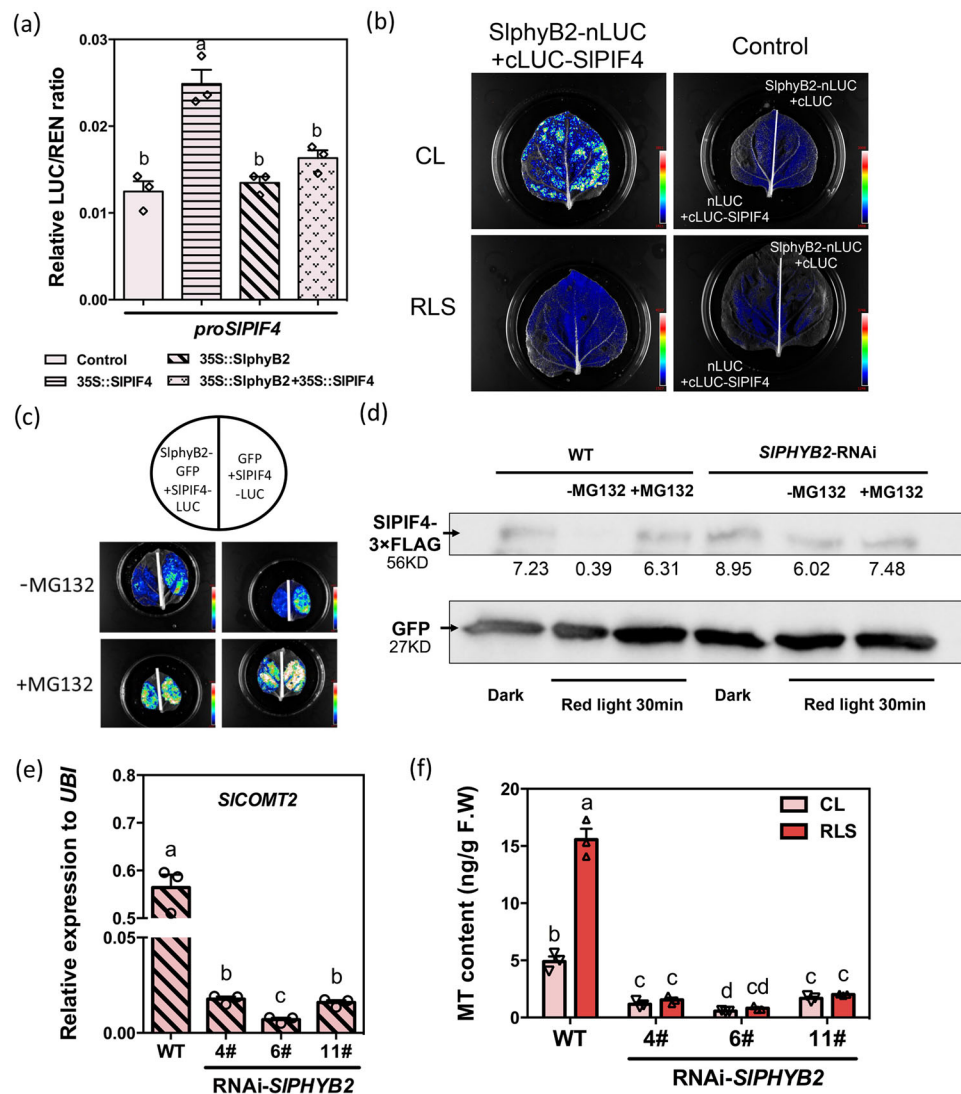 (a)
Relative LUC/REN ratio
0.03
0.02
0.01
0.00
b
a
b
b
proSlPIF4
Control
35S::SlphyB2
35S::SlPIF4
35S::SlphyB2+35S::SlPIF4
(b)
SlphyB2-nLUC
+cLUC-SlPIF4
Control
CL
SlphyB2-nLUC
+cLUC
nLUC
+cLUC-SlPIF4
RLS
SlphyB2-nLUC
+cLUC
nLUC
+cLUC-SlPIF4
(c)
SlphyB2-
GFP
+SlPIF4-
LUC
GFP
+SlPIF4
-LUC
-MG132
+MG132
(d)
WT
SlPHYB2-RNAi
-MG132 +MG132
-MG132 +MG132
SlPIF4-
3×FLAG
56KD
7.23 0.39 6.31 8.95 6.02 7.48
GFP
27KD
Dark
Red light 30min
Dark
Red light 30min
(e)
Relative expression to UBI
0.8
0.7
0.6
0.5
0.05
0.00
SlCOMT2
a
b
c
b
WT 4# 6# 11#
RNAi-SlPHYB2
(f)
MT content (ng/g F.W)
20
15
10
5
0
CL
RLS
b
a
c c
d cd
c c
WT 4# 6# 11#
RNAi-SlPHYB2